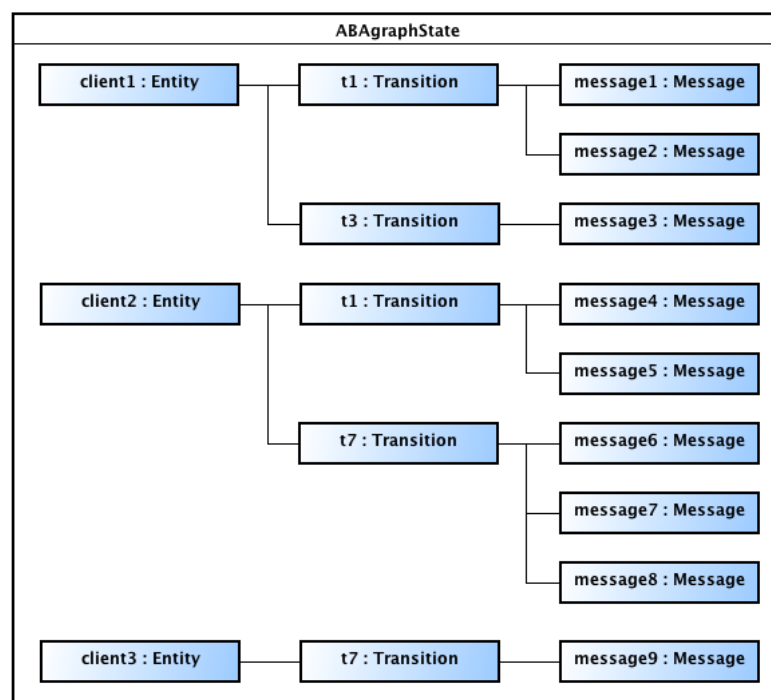 ABAgraphState
client1 : Entity
t1 : Transition
message1 : Message
message2 : Message
t3 : Transition
message3 : Message
client2 : Entity
t1 : Transition
message4 : Message
message5 : Message
t7 : Transition
message6 : Message
message7 : Message
message8 : Message
client3 : Entity
t7 : Transition
message9 : Message